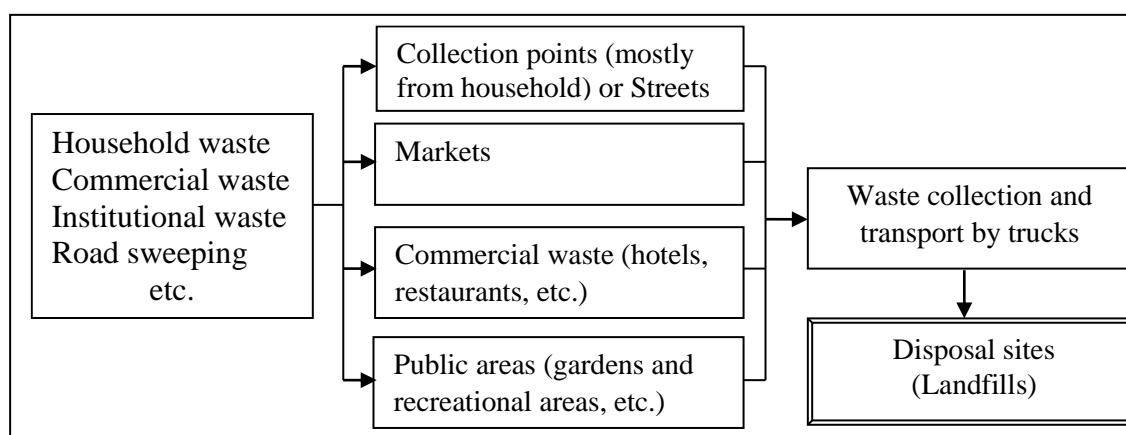 Household waste
Commercial waste
Institutional waste
Road sweeping
etc.
Collection points (mostly
from household) or Streets
Markets
Commercial waste (hotels,
restaurants, etc.)
Public areas (gardens and
recreational areas, etc.)
Waste collection and
transport by trucks
Disposal sites
(Landfills)